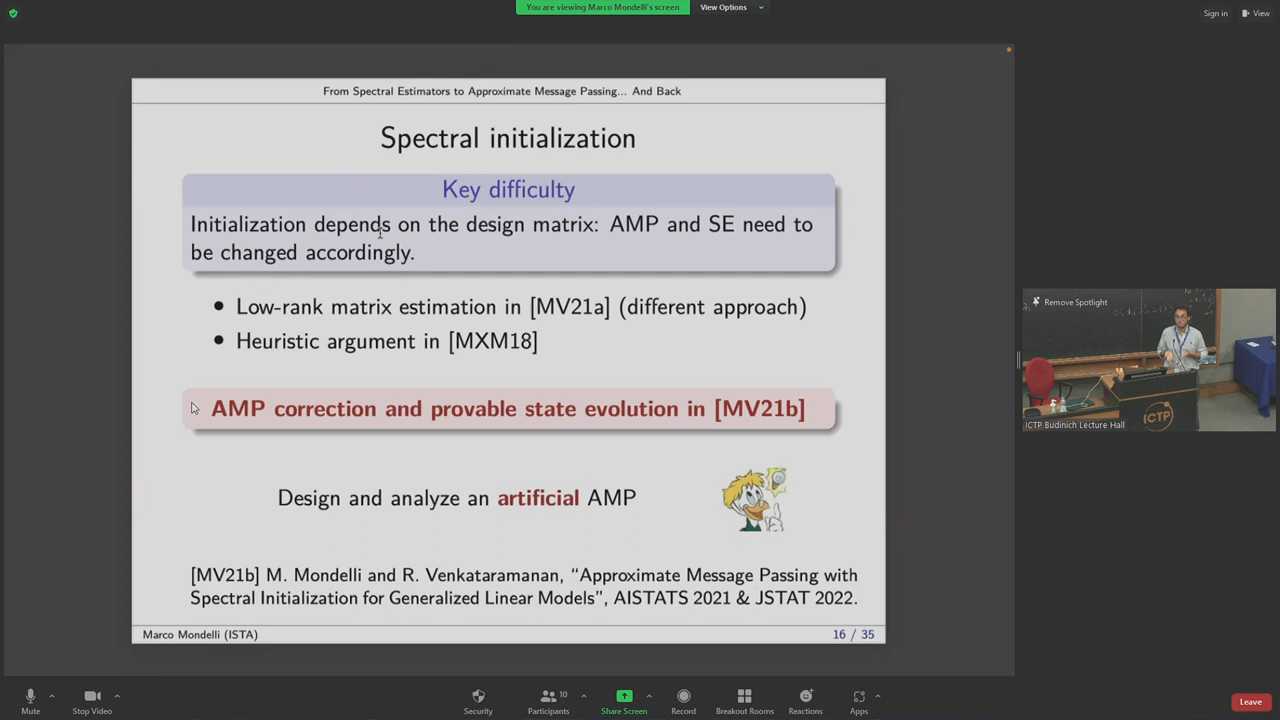 You are viewing Marco Mondelli's screen
View Options
Sign in
View
From Spectral Estimators to Approximate Message Passing... And Back
Spectral initialization
Key difficulty
Initialization depends on the design matrix: AMP and SE need to
be changed accordingly.
• Low-rank matrix estimation in [MV21a] (different approach)
• Heuristic argument in [MXM18]
AMP correction and provable state evolution in [MV21b]
Design and analyze an artificial AMP
[MV21b] M. Mondelli and R. Venkataramanan, “Approximate Message Passing with
Spectral Initialization for Generalized Linear Models”, AISTATS 2021 & JSTAT 2022.
Marco Mondelli (ISTA)
16 / 35
Remove Spotlight
ICTP
ICTP Budinich Lecture Hall
Mute
Stop Video
Security
Participants
10
Share Screen
Record
Breakout Rooms
Reactions
Apps
Leave